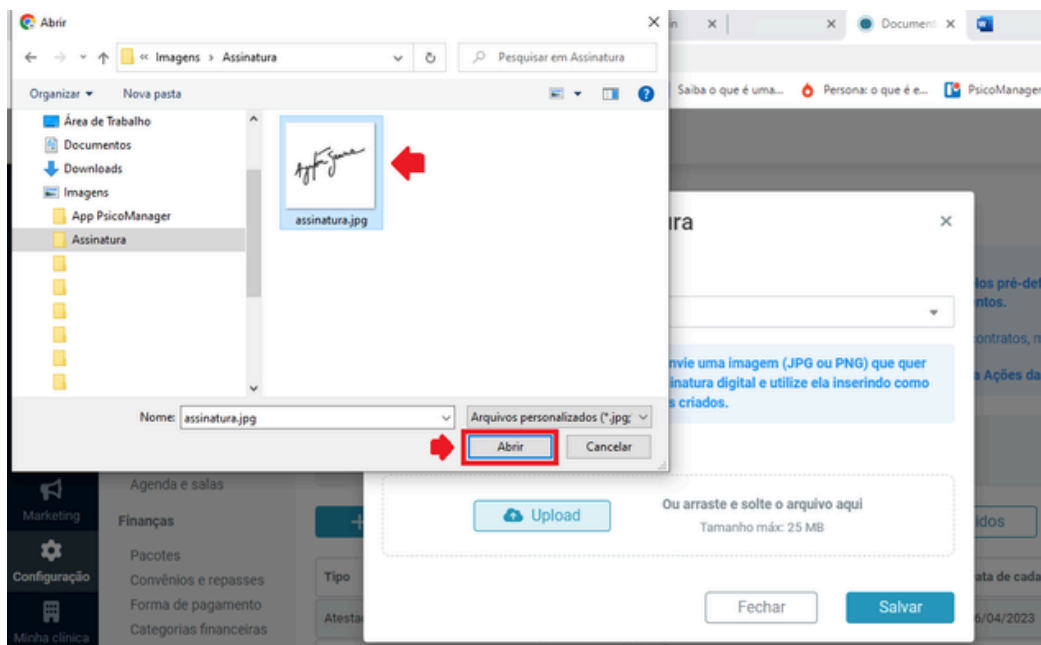 Abrir
Imagens > Assinatura
Pesquisar em Assinatura
Organizar
Nova pasta
Área de Trabalho
Documentos
Downloads
Imagens
App PsicoManager
Assinatura
assinatura.jpg
Nome: assinatura.jpg
Arquivos personalizados (*.jpg;
Abrir
Cancelar
Document
Saiba o que é uma...
Persona: o que é e...
PsicoManager
ura
los pré-def
ntos.
contratos, m
a Ações da
nvie uma imagem (JPG ou PNG) que quer
inatura digital e utilize ela inserindo como
s criados.
Upload
Ou arraste e solte o arquivo aqui
Tamanho máx: 25 MB
Fechar
Salvar
Agenda e salas
Marketing
Finanças
Pacotes
Configuração
Convênios e repasses
Forma de pagamento
Minha clínica
Categorias financeiras
Tipo
Atesta
idos
ata de cada
6/04/2023